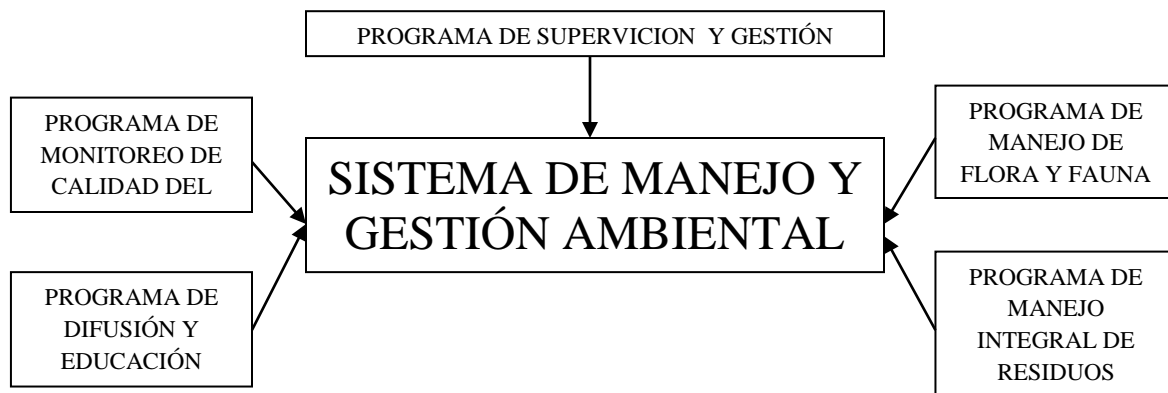 PROGRAMA DE SUPERVICION Y GESTIÓN
PROGRAMA DE
MONITOREO DE
CALIDAD DEL
PROGRAMA DE
MANEJO DE
FLORA Y FAUNA
SISTEMA DE MANEJO Y
GESTIÓN AMBIENTAL
PROGRAMA DE
DIFUSIÓN Y
EDUCACIÓN
PROGRAMA DE
MANEJO
INTEGRAL DE
RESIDUOS